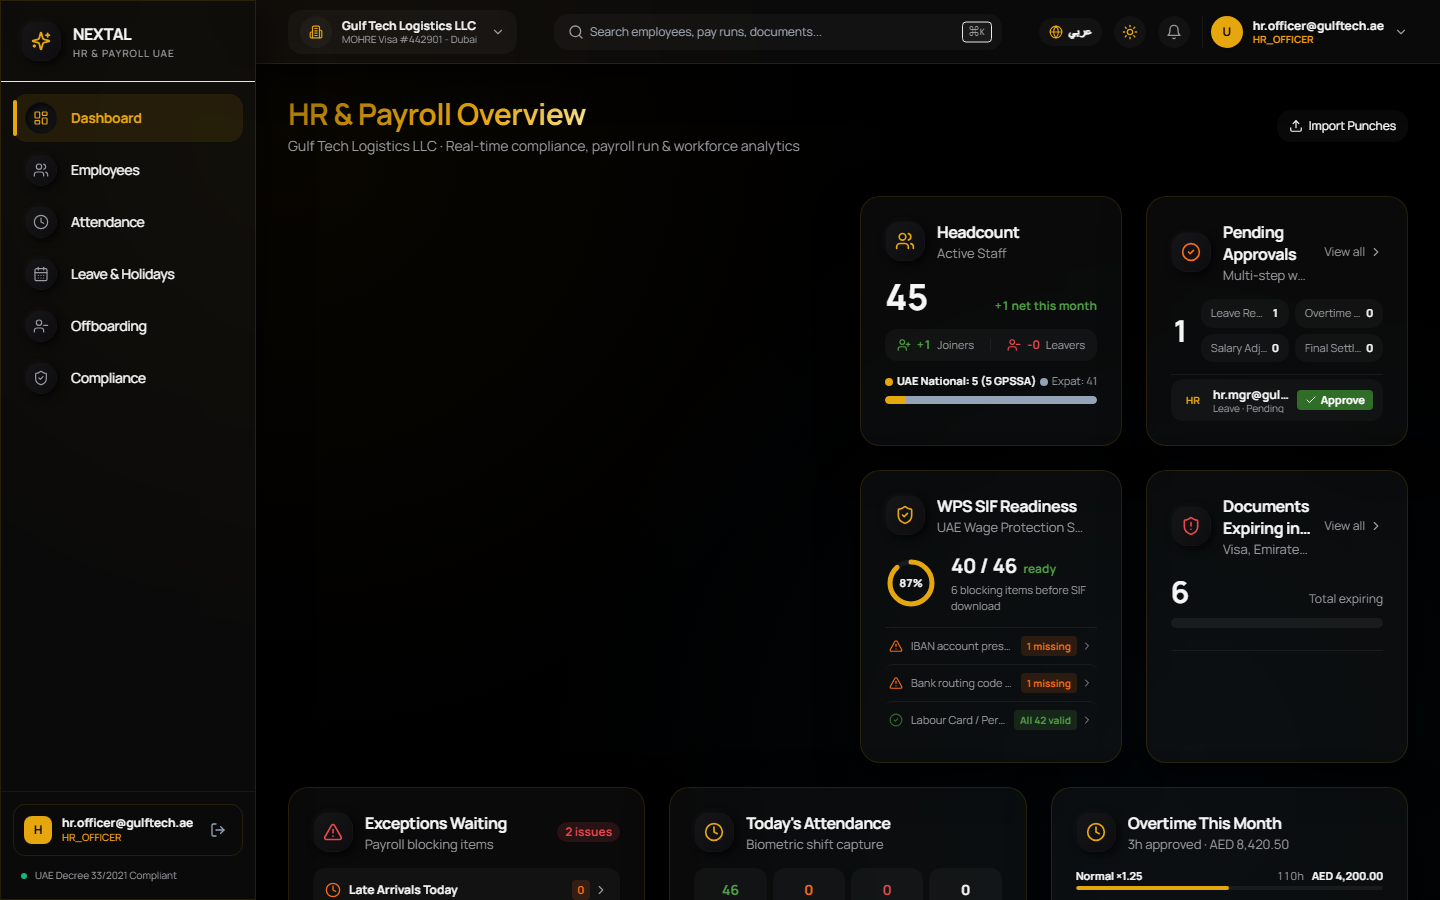 NEXTAL
HR & PAYROLL UAE
Gulf Tech Logistics LLC
MOHRE Visa #442901 - Dubai
Search employees, pay runs, documents...
⌘K
عربي
U
hr.officer@gulftech.ae
HR_OFFICER
Dashboard
Employees
Attendance
Leave & Holidays
Offboarding
Compliance
H
hr.officer@gulftech.ae
HR_OFFICER
UAE Decree 33/2021 Compliant
HR & Payroll Overview
Gulf Tech Logistics LLC · Real-time compliance, payroll run & workforce analytics
Import Punches
Headcount
Active Staff
45
+1 net this month
+1 Joiners
-0 Leavers
UAE National: 5 (5 GPSSA)
Expat: 41
Pending
Approvals
Multi-step w...
View all
1
Leave Re... 1
Overtime ... 0
Salary Adj... 0
Final Settl... 0
HR
hr.mgr@gul...
Leave · Pending
Approve
WPS SIF Readiness
UAE Wage Protection S...
87%
40 / 46 ready
6 blocking items before SIF
download
IBAN account pres... 1 missing
Bank routing code ... 1 missing
Labour Card / Per... All 42 valid
Documents
Expiring in...
Visa, Emirate...
View all
6
Total expiring
Exceptions Waiting
Payroll blocking items
2 issues
Late Arrivals Today
0
Today's Attendance
Biometric shift capture
46
0
0
0
Overtime This Month
3h approved · AED 8,420.50
Normal ×1.25
110h AED 4,200.00